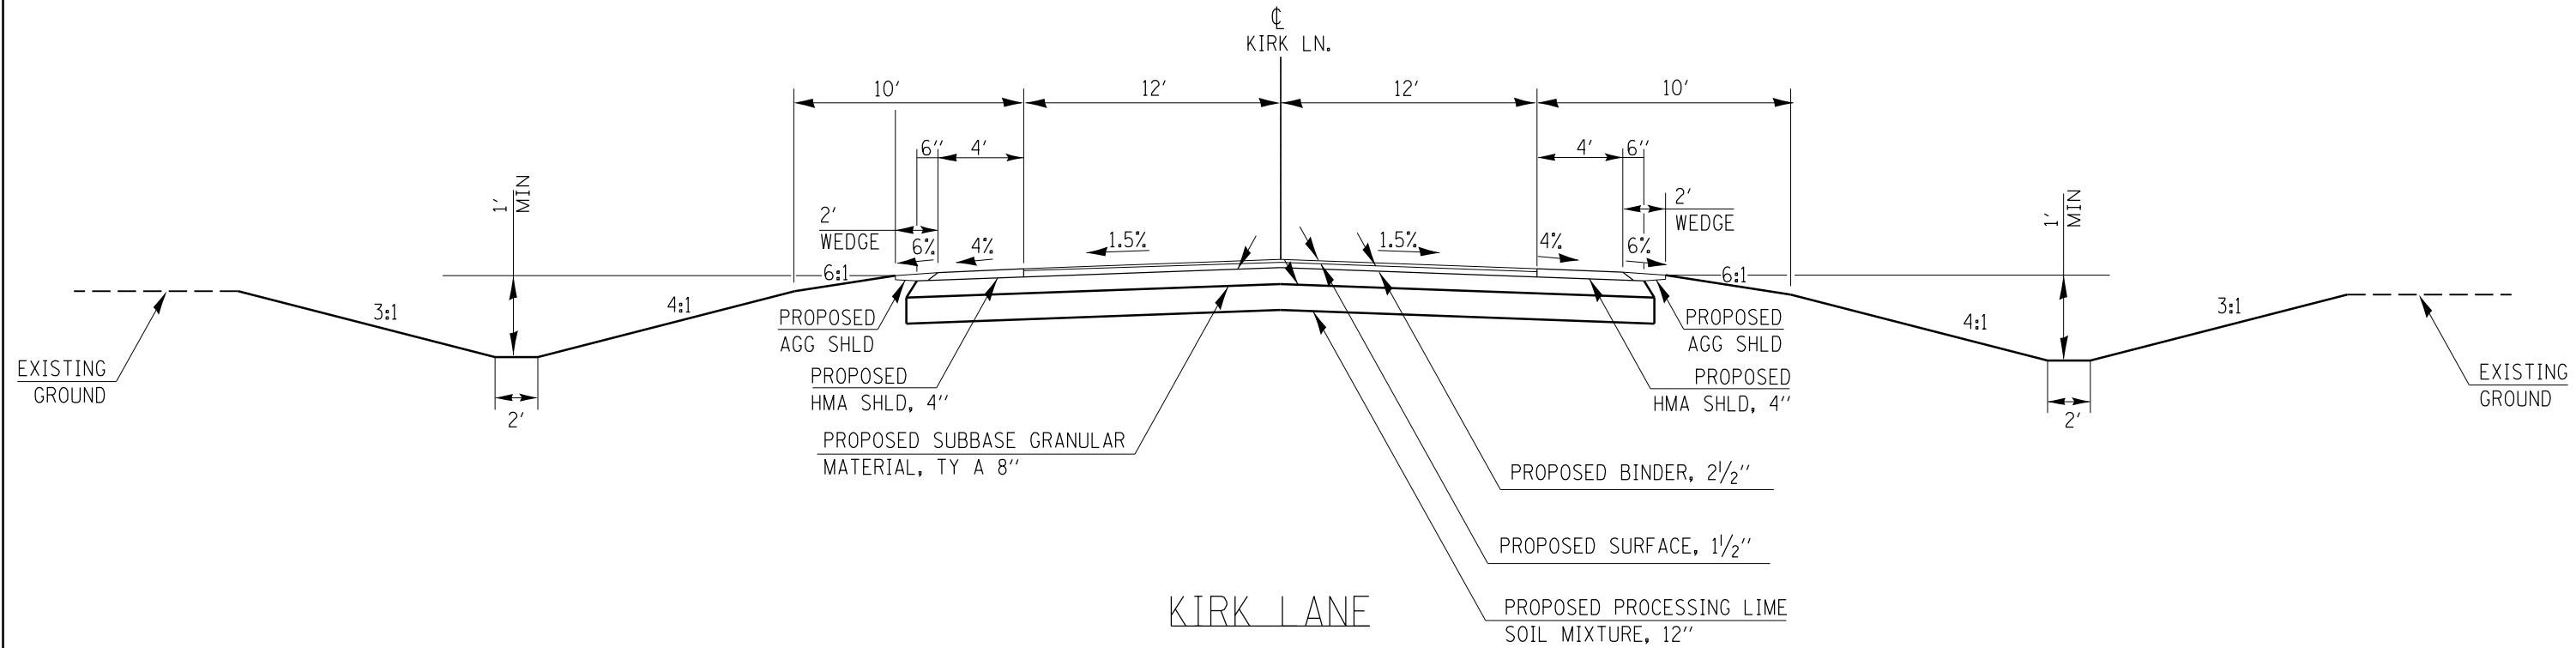 ℄
KIRK LN.
10′
12′
12′
10′
6″
4′
4′
6″
1′
MIN
2′
WEDGE
2′
WEDGE
1′
MIN
6%
4%
1.5%
1.5%
4%
6%
6:1
6:1
3:1
4:1
4:1
3:1
PROPOSED
AGG SHLD
PROPOSED
AGG SHLD
EXISTING
GROUND
PROPOSED
HMA SHLD, 4″
PROPOSED
HMA SHLD, 4″
EXISTING
GROUND
2′
2′
PROPOSED SUBBASE GRANULAR
MATERIAL, TY A 8″
PROPOSED BINDER, 2½″
PROPOSED SURFACE, 1½″
PROPOSED PROCESSING LIME
SOIL MIXTURE, 12″
KIRK LANE